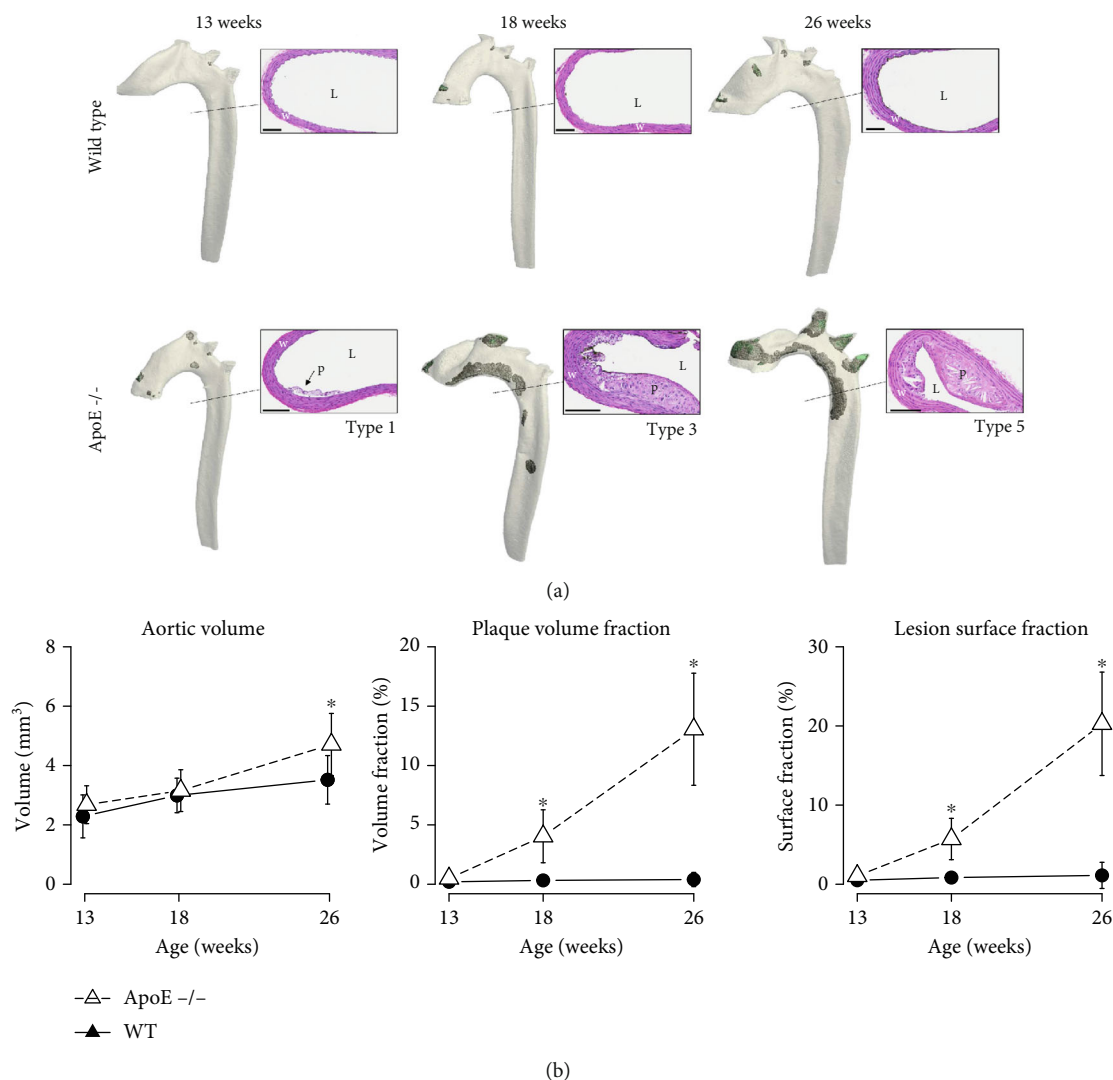 13 weeks
18 weeks
26 weeks
Wild type
L
W
L
W
L
W
ApoE -/-
W
L
P
Type 1
W
L
P
Type 3
W
L
P
Type 5
(a)
Aortic volume
Volume (mm³)
8
6
4
2
0
*
13 18 26
Age (weeks)
Plaque volume fraction
Volume fraction (%)
20
15
10
5
0
*
*
13 18 26
Age (weeks)
Lesion surface fraction
Surface fraction (%)
30
20
10
0
*
*
13 18 26
Age (weeks)
ApoE –/–
WT
(b)